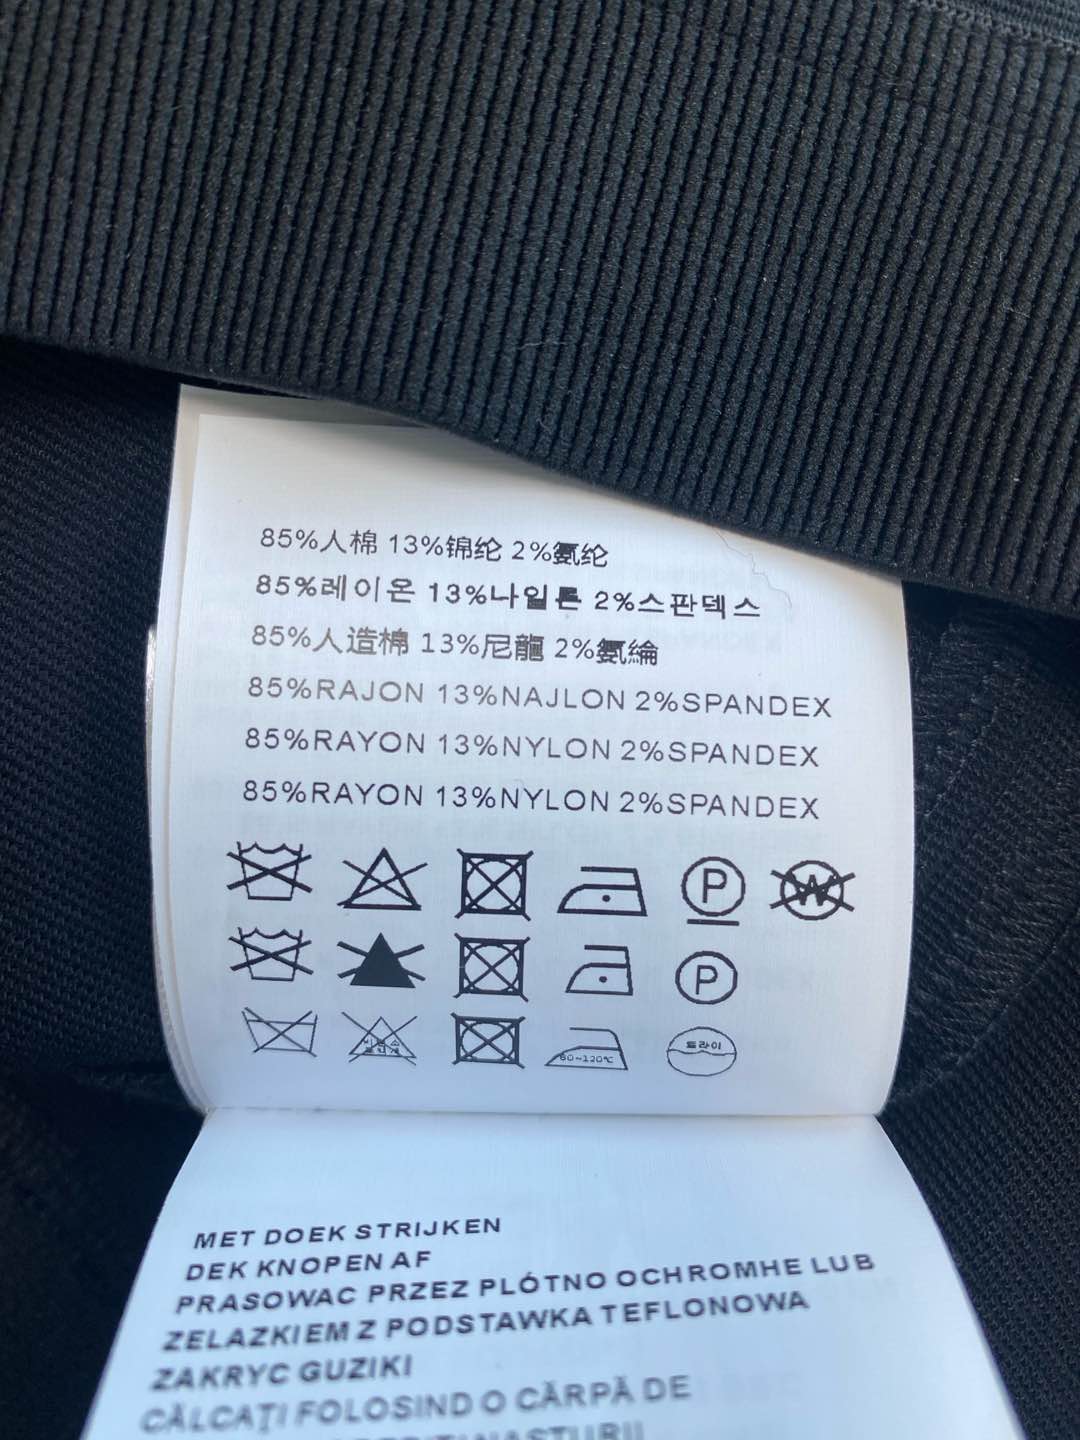 85%人棉 13%锦纶 2%氨纶
85%레이온 13%나일론 2%스판덱스
85%人造棉 13%尼龍 2%氨綸
85%RAJON 13%NAJLON 2%SPANDEX
85%RAYON 13%NYLON 2%SPANDEX
85%RAYON 13%NYLON 2%SPANDEX
P W
P
80~120℃ 드라이
MET DOEK STRIJKEN
DEK KNOPEN AF
PRASOWAC PRZEZ PLÓTNO OCHROMHE LUB
ZELAZKIEM Z PODSTAWKA TEFLONOWA
ZAKRYC GUZIKI
CĂLCAŢI FOLOSIND O CĂRPĂ DE